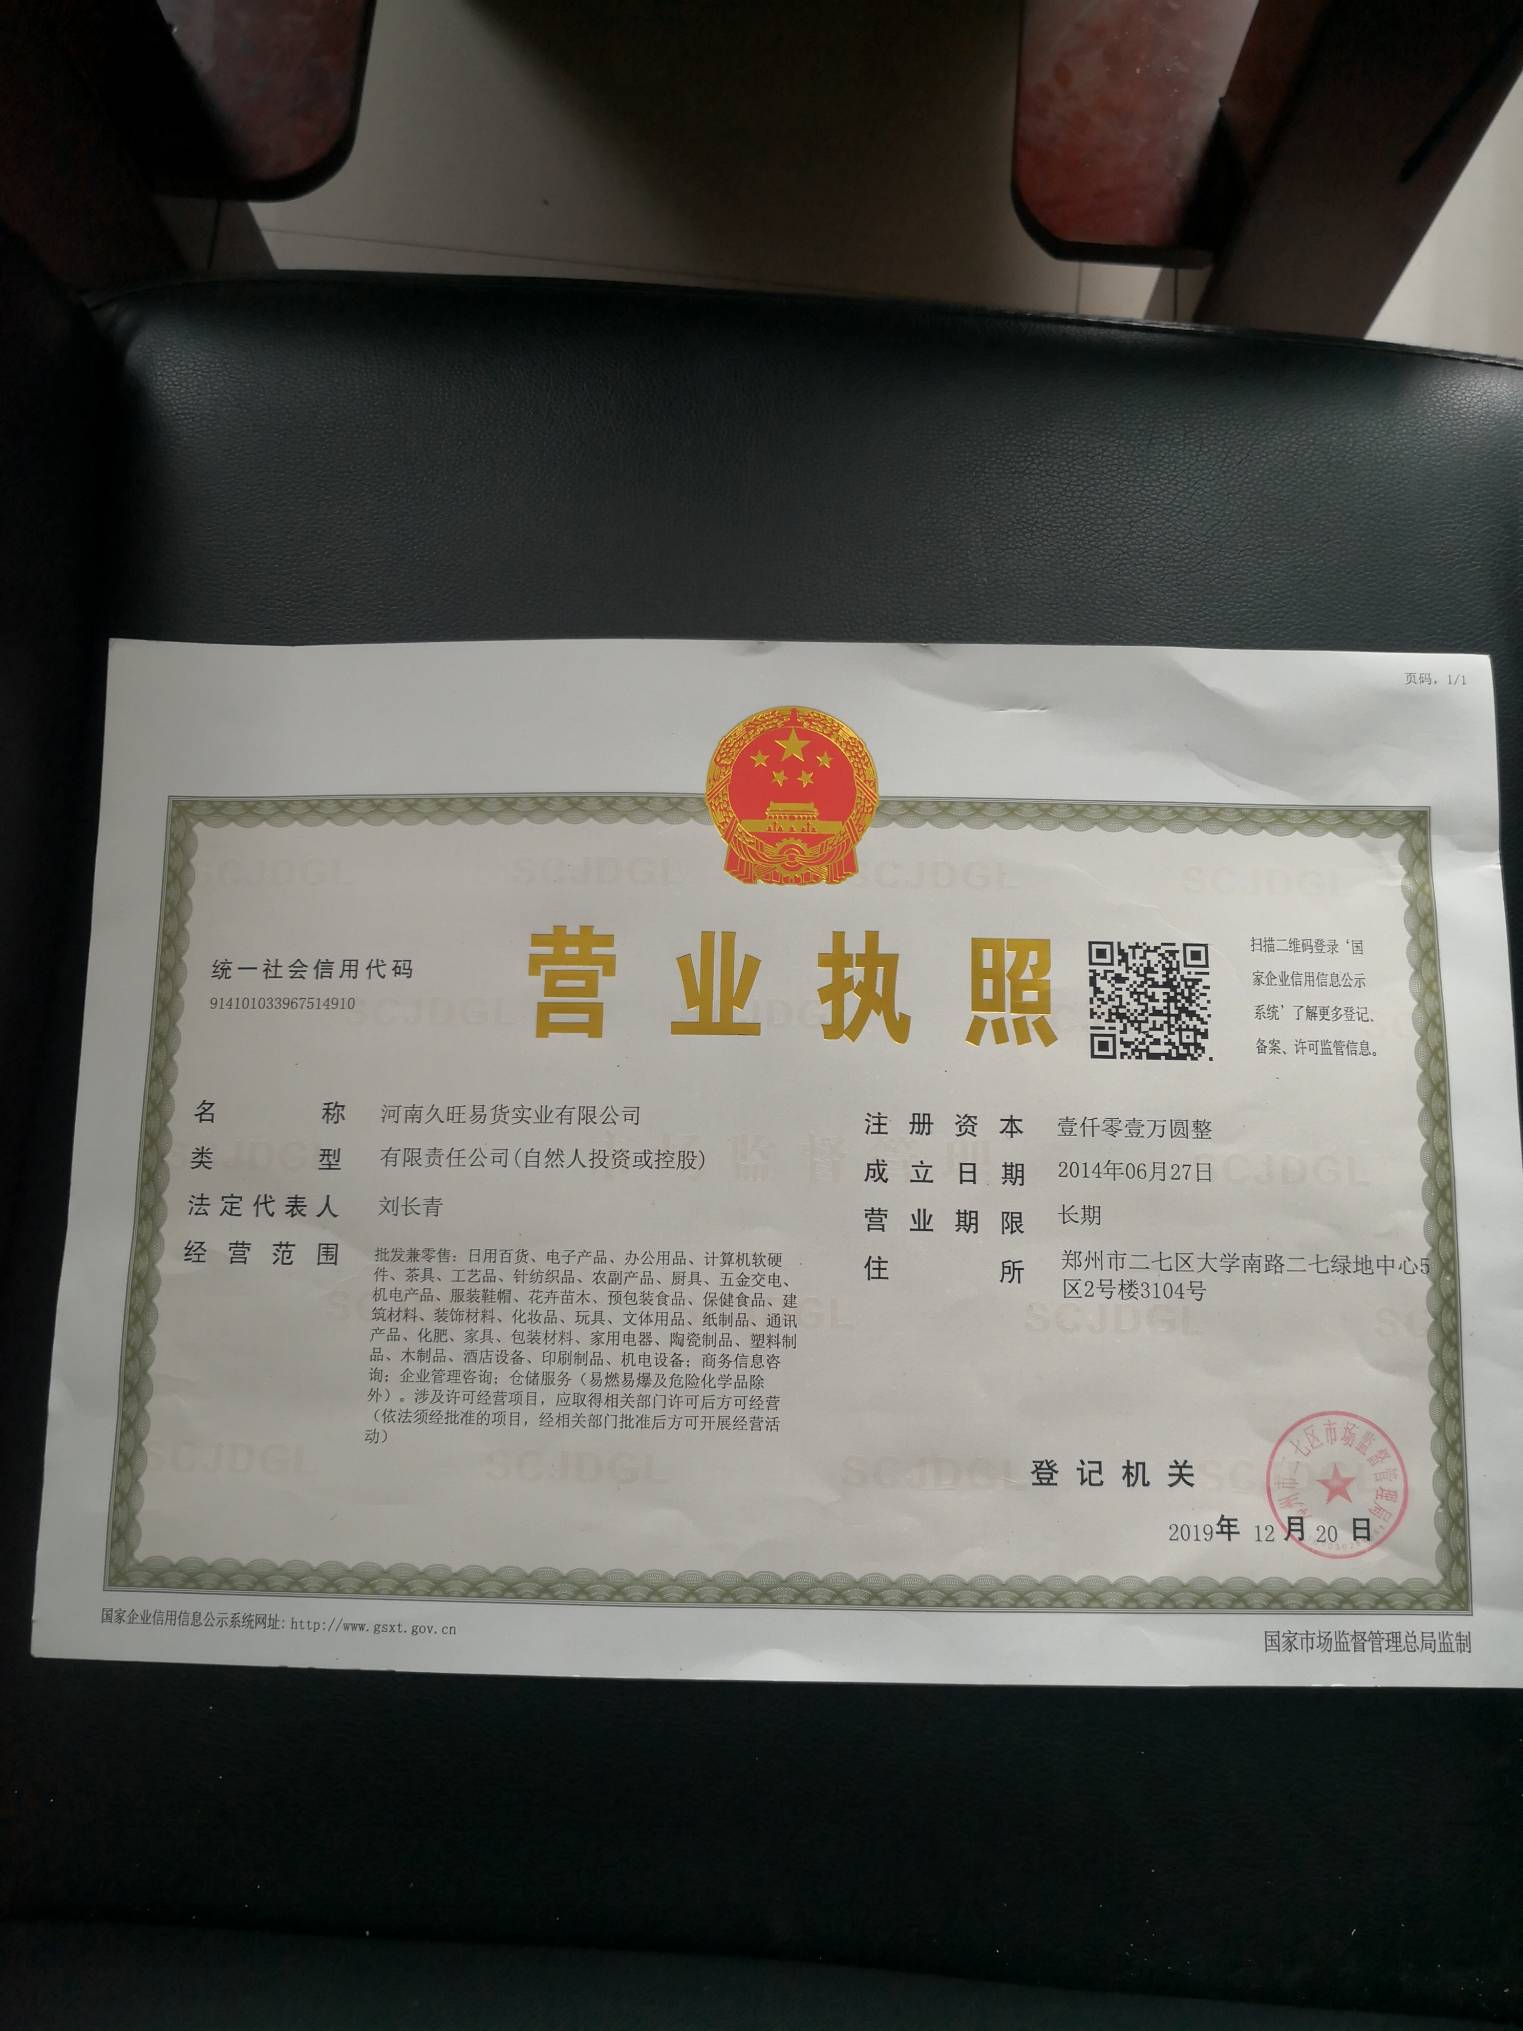 页码，1/1
营业执照
统一社会信用代码
914101033967514910
扫描二维码登录‘国
家企业信用信息公示
系统’了解更多登记、
备案、许可监管信息。
名称 河南久旺易货实业有限公司
类型 有限责任公司(自然人投资或控股)
法定代表人 刘长青
经营范围 批发兼零售：日用百货、电子产品、办公用品、计算机软硬
件、茶具、工艺品、针纺织品、农副产品、厨具、五金交电、
机电产品、服装鞋帽、花卉苗木、预包装食品、保健食品、建
筑材料、装饰材料、化妆品、玩具、文体用品、纸制品、通讯
产品、化肥、家具、包装材料、家用电器、陶瓷制品、塑料制
品、木制品、酒店设备、印刷制品、机电设备；商务信息咨
询；企业管理咨询；仓储服务（易燃易爆及危险化学品除
外）。涉及许可经营项目，应取得相关部门许可后方可经营
（依法须经批准的项目，经相关部门批准后方可开展经营活
动）
注册资本 壹仟零壹万圆整
成立日期 2014年06月27日
营业期限 长期
住所 郑州市二七区大学南路二七绿地中心5
区2号楼3104号
登记机关
郑州市二七区市场监督管理局
2019年12月20日
国家企业信用信息公示系统网址：http://www.gsxt.gov.cn
国家市场监督管理总局监制
SCJDGL